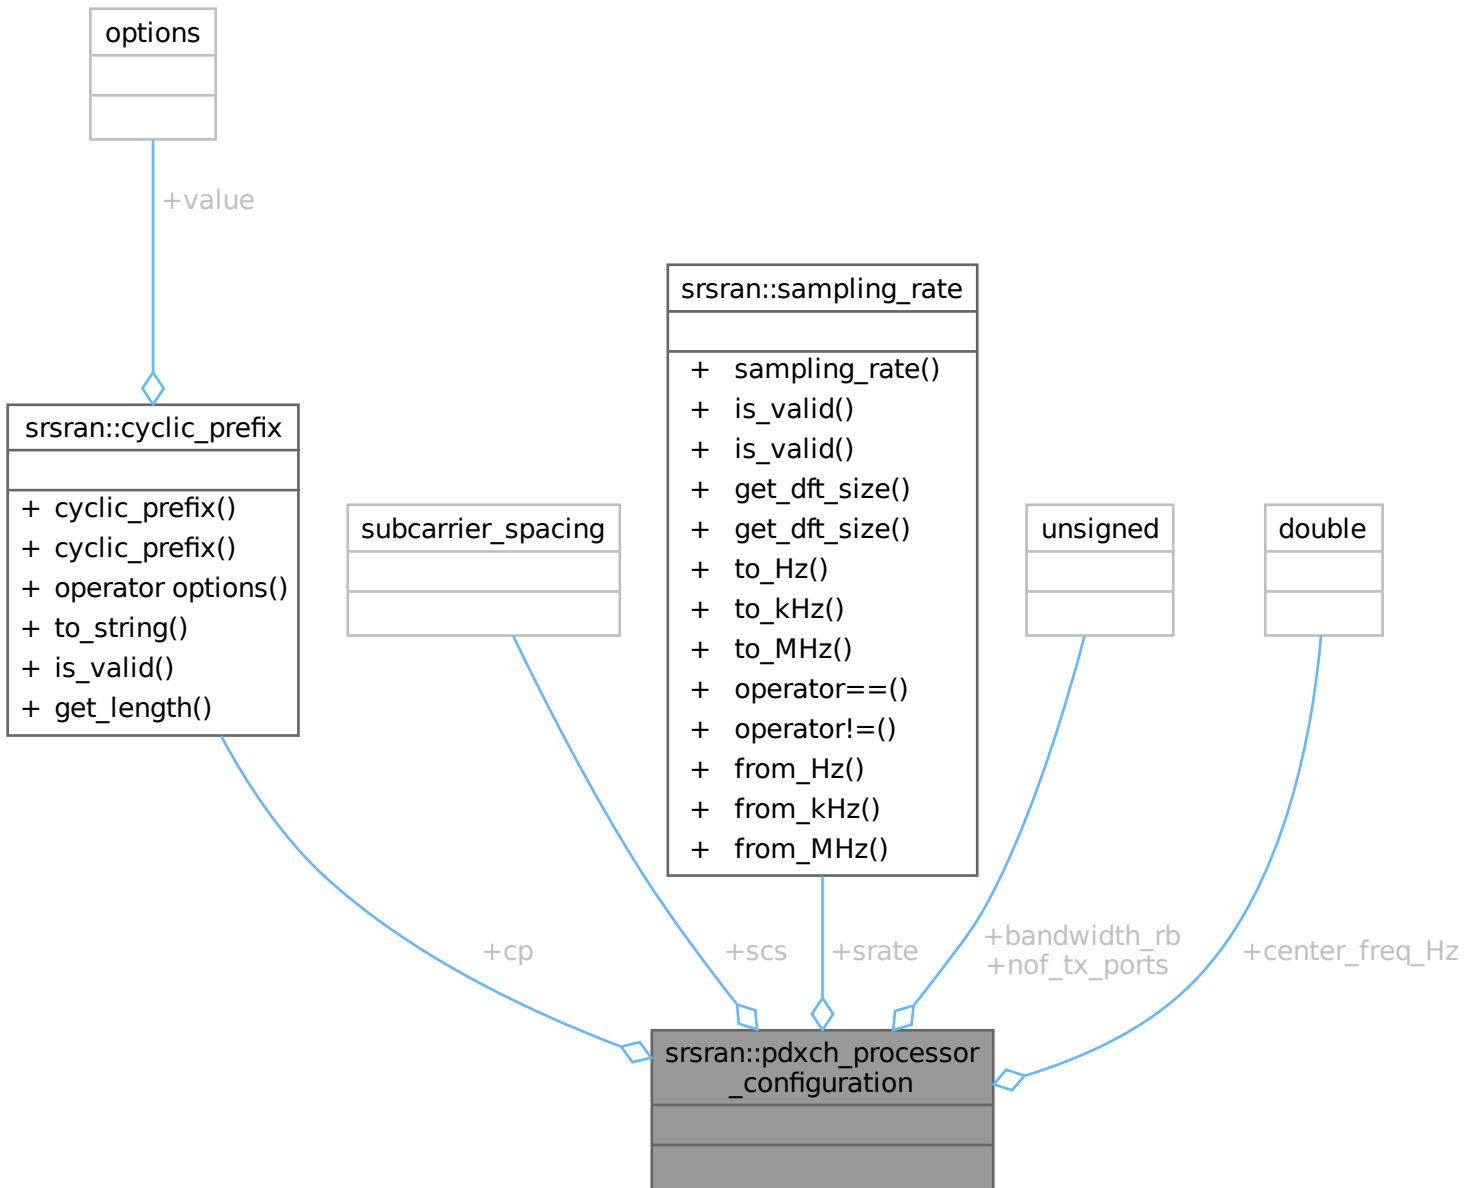 options
+value
srsran::cyclic_prefix
+ cyclic_prefix()
+ cyclic_prefix()
+ operator options()
+ to_string()
+ is_valid()
+ get_length()
subcarrier_spacing
srsran::sampling_rate
+ sampling_rate()
+ is_valid()
+ is_valid()
+ get_dft_size()
+ get_dft_size()
+ to_Hz()
+ to_kHz()
+ to_MHz()
+ operator==()
+ operator!=()
+ from_Hz()
+ from_kHz()
+ from_MHz()
unsigned
double
+cp
+scs
+srate
+bandwidth_rb
+nof_tx_ports
+center_freq_Hz
srsran::pdxch_processor
_configuration